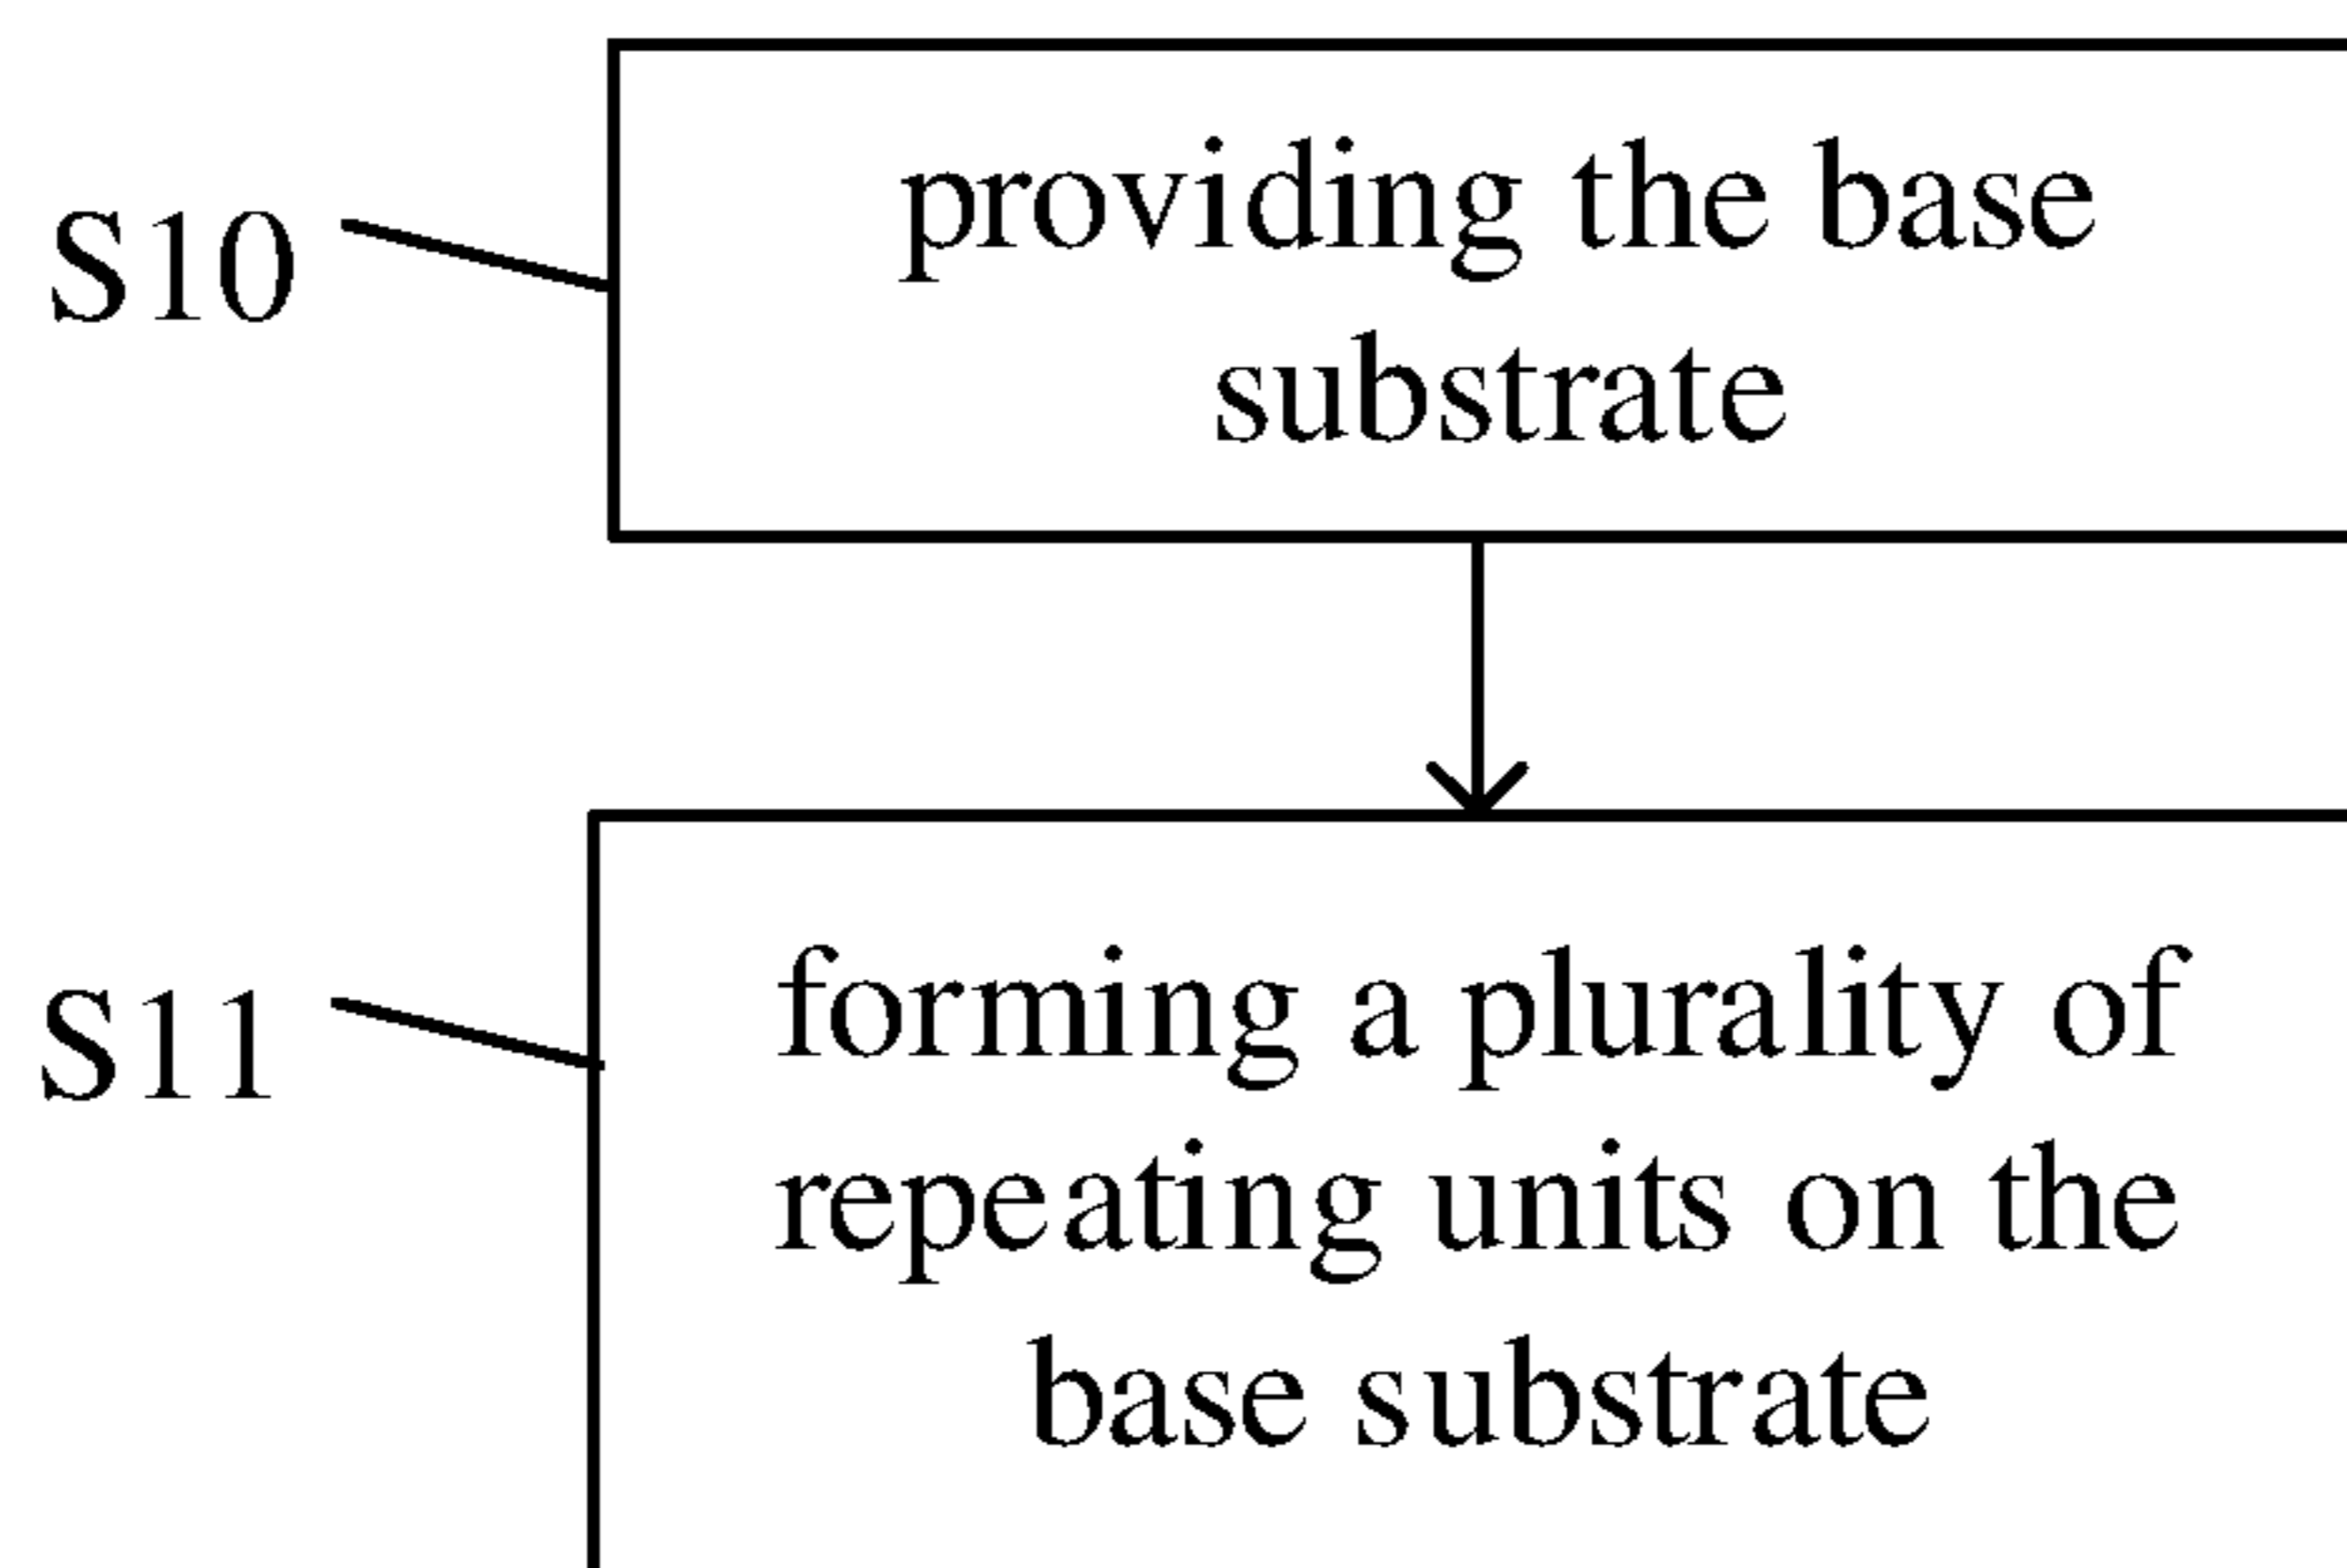 S10
providing the base
substrate
S11
forming a plurality of
repeating units on the
base substrate